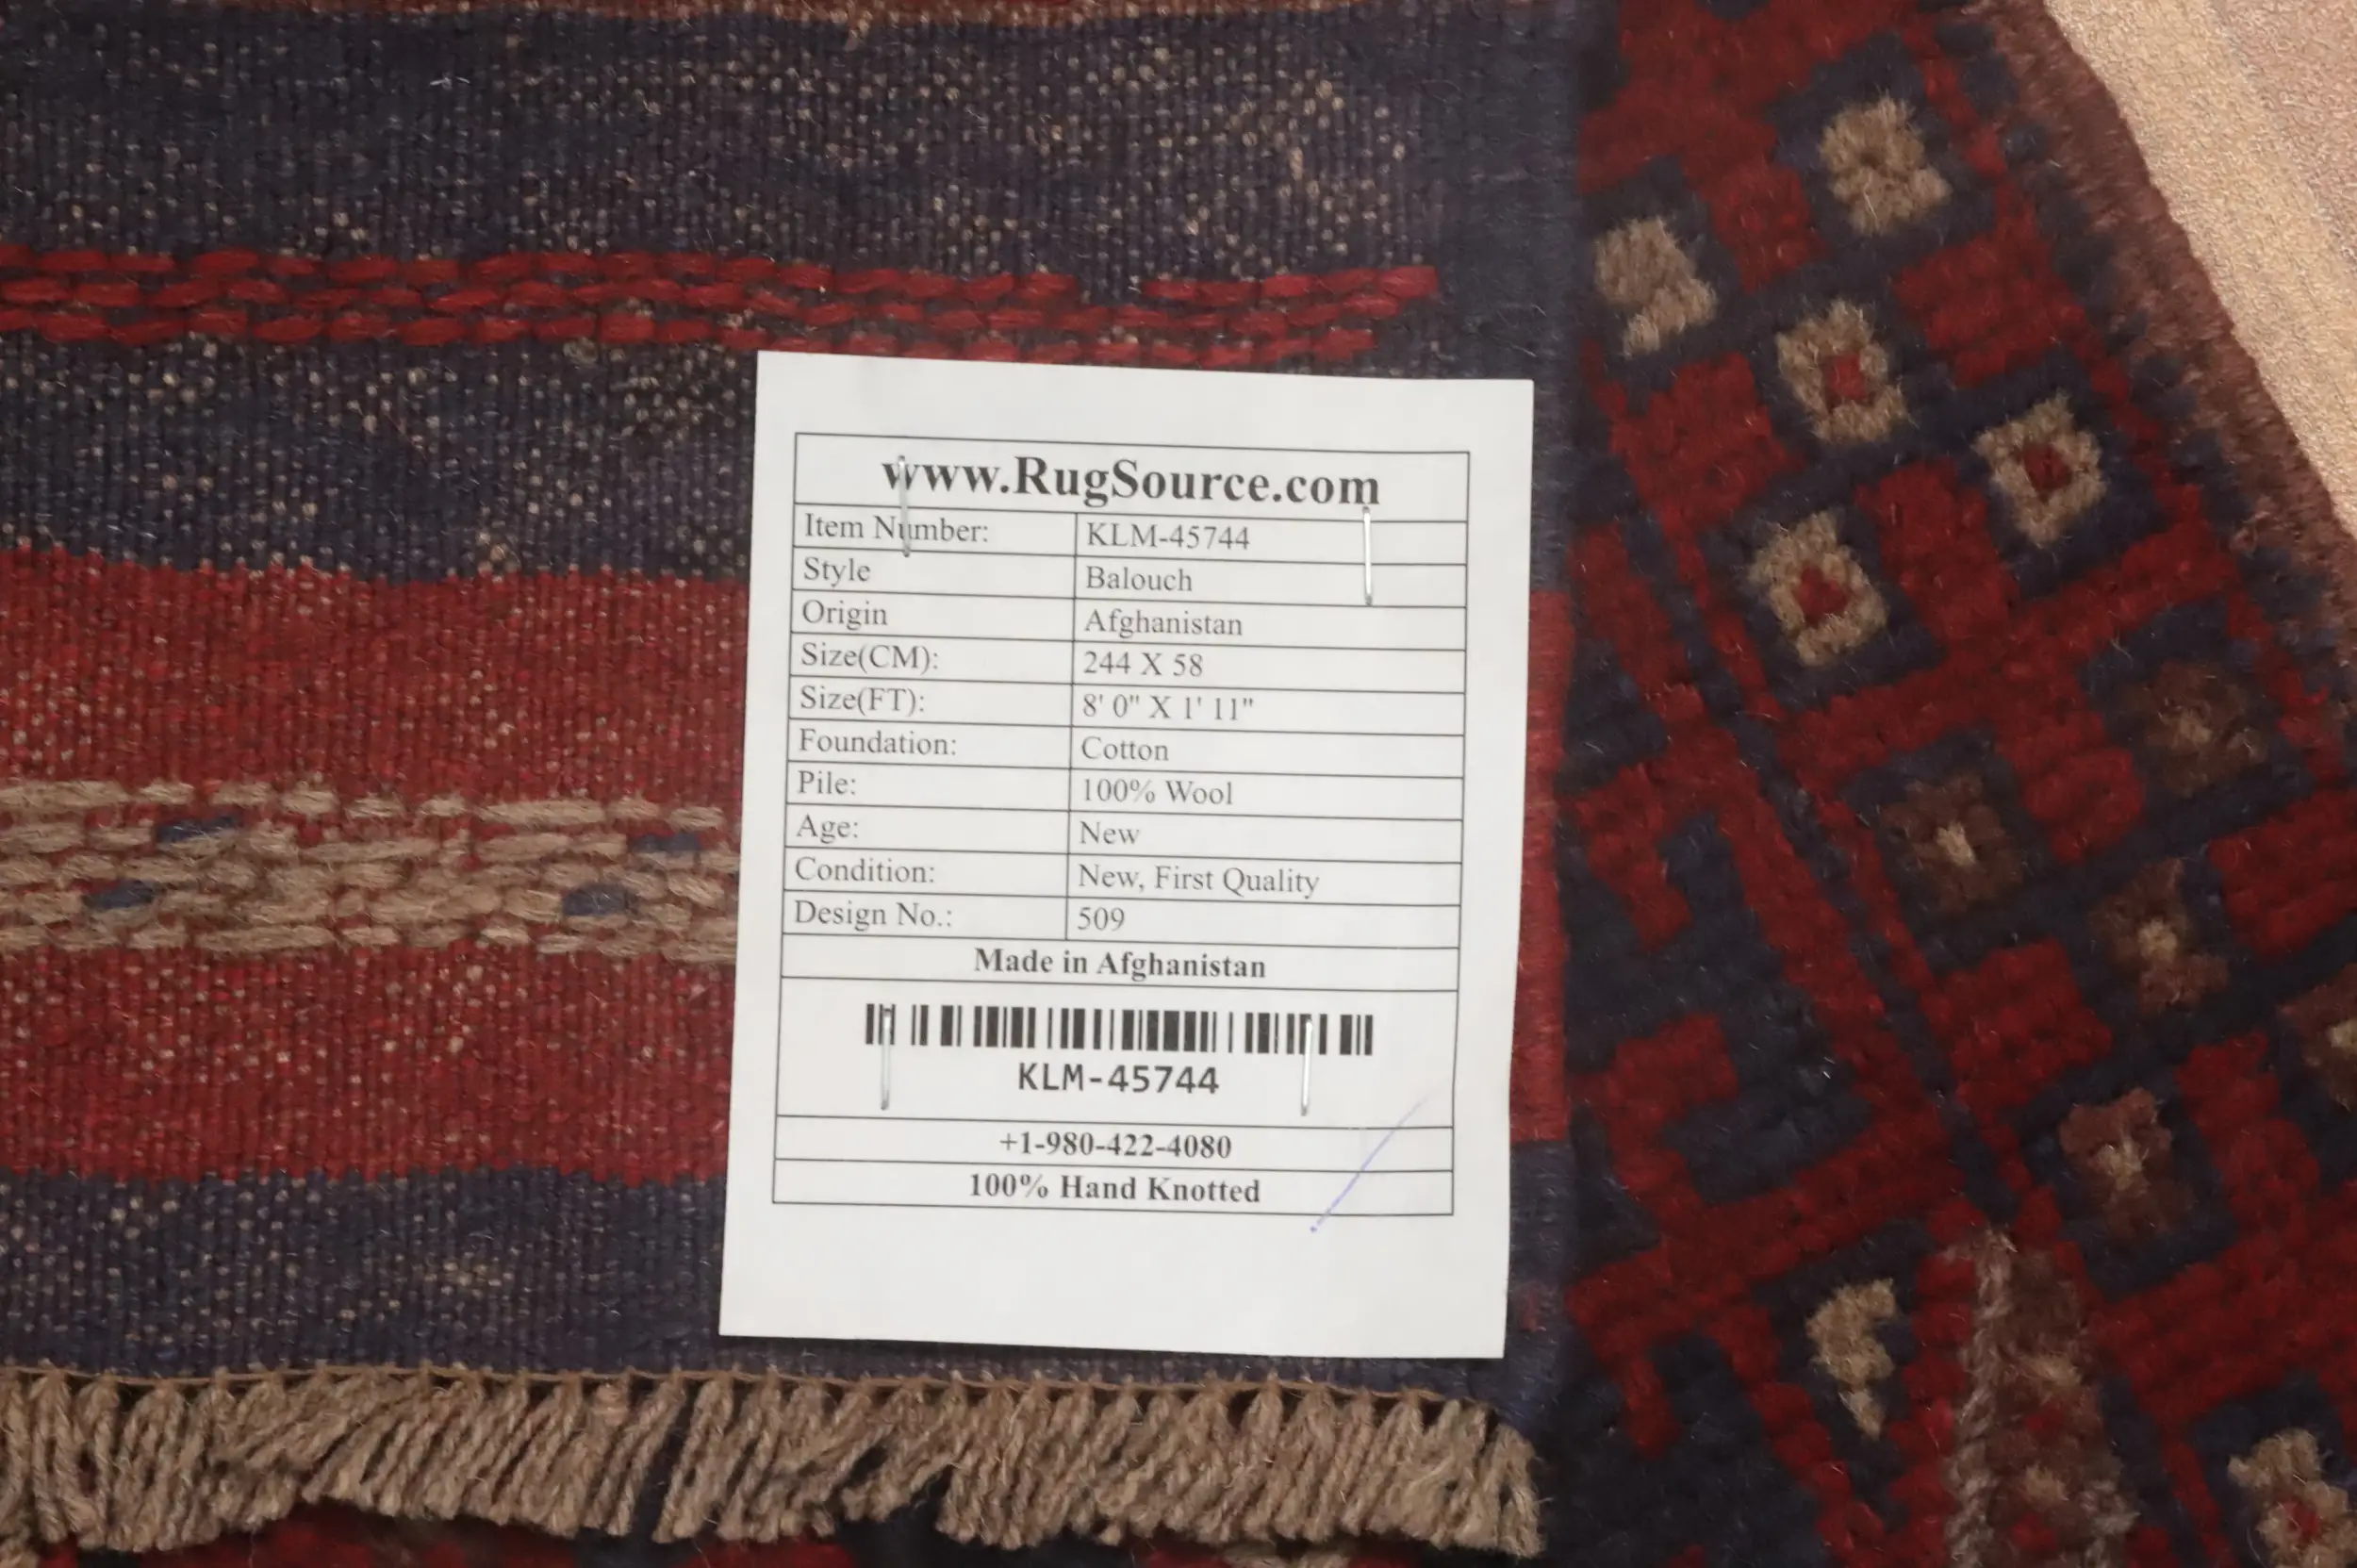 www.RugSource.com
Item Number: KLM-45744
Style Balouch
Origin Afghanistan
Size(CM): 244 X 58
Size(FT): 8' 0" X 1' 11"
Foundation: Cotton
Pile: 100% Wool
Age: New
Condition: New, First Quality
Design No.: 509
Made in Afghanistan
KLM-45744
+1-980-422-4080
100% Hand Knotted